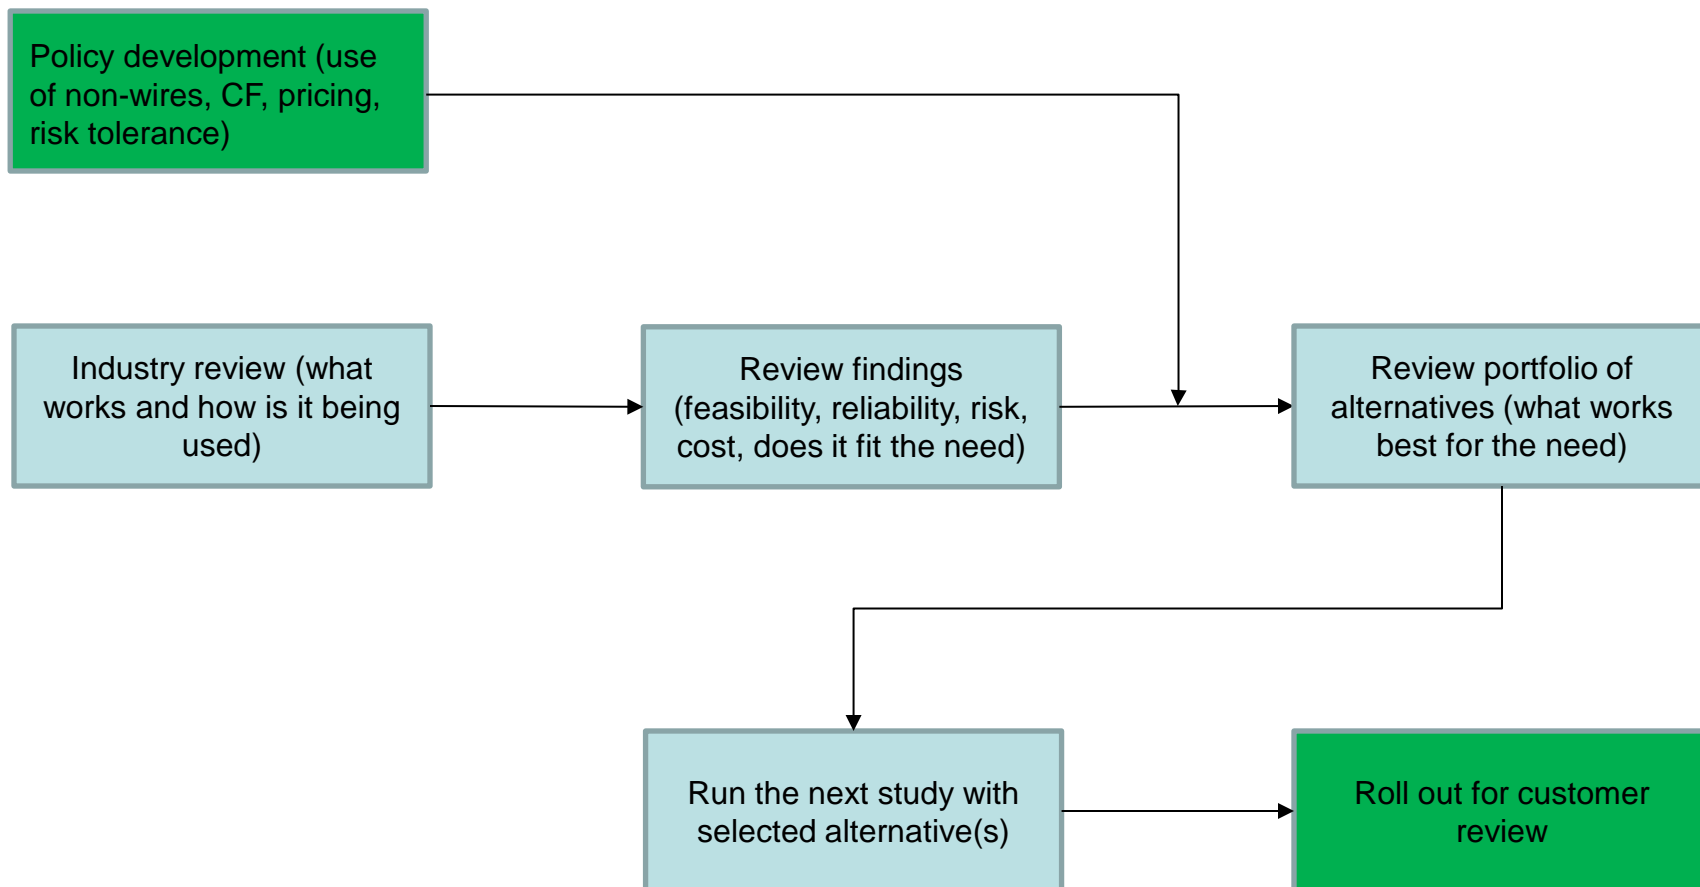 Policy development (use
of non-wires, CF, pricing,
risk tolerance)
Industry review (what
works and how is it being
used)
Review findings
(feasibility, reliability, risk,
cost, does it fit the need)
Review portfolio of
alternatives (what works
best for the need)
Run the next study with
selected alternative(s)
Roll out for customer
review